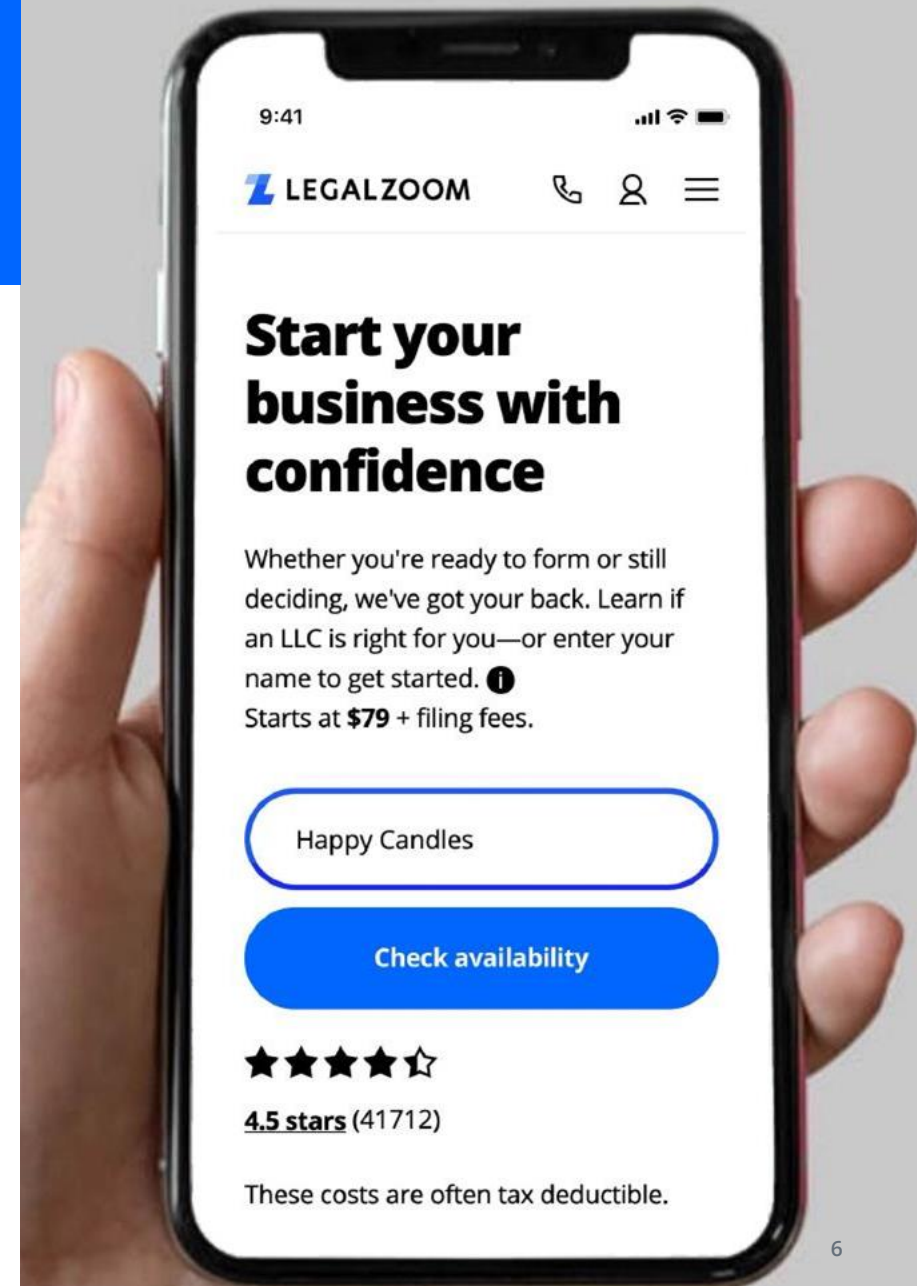 9:41
LEGALZOOM
Start your
business with
confidence
Whether you're ready to form or still
deciding, we've got your back. Learn if
an LLC is right for you—or enter your
name to get started. i
Starts at $79 + filing fees.
Happy Candles
Check availability
4.5 stars (41712)
These costs are often tax deductible.
6